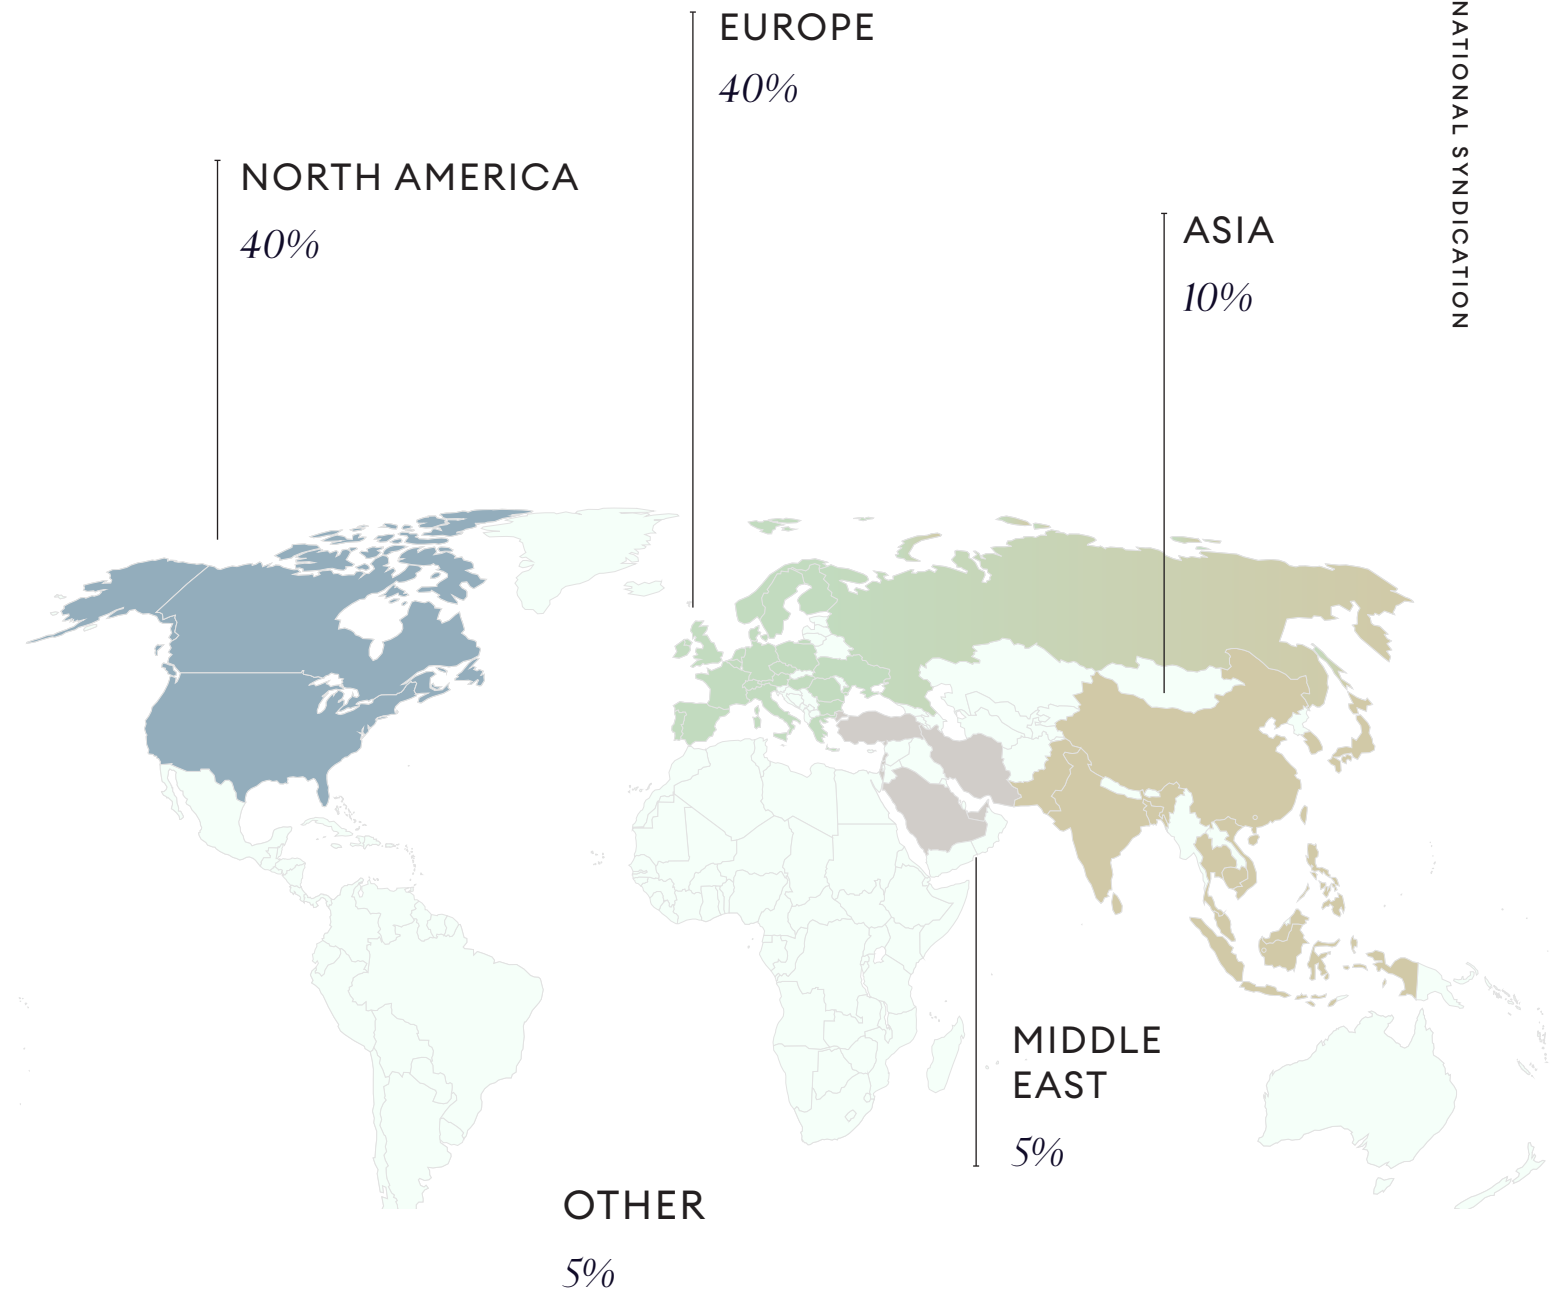 EUROPE
40%
NORTH AMERICA
40%
ASIA
10%
NATIONAL SYNDICATION
MIDDLE
EAST
5%
OTHER
5%